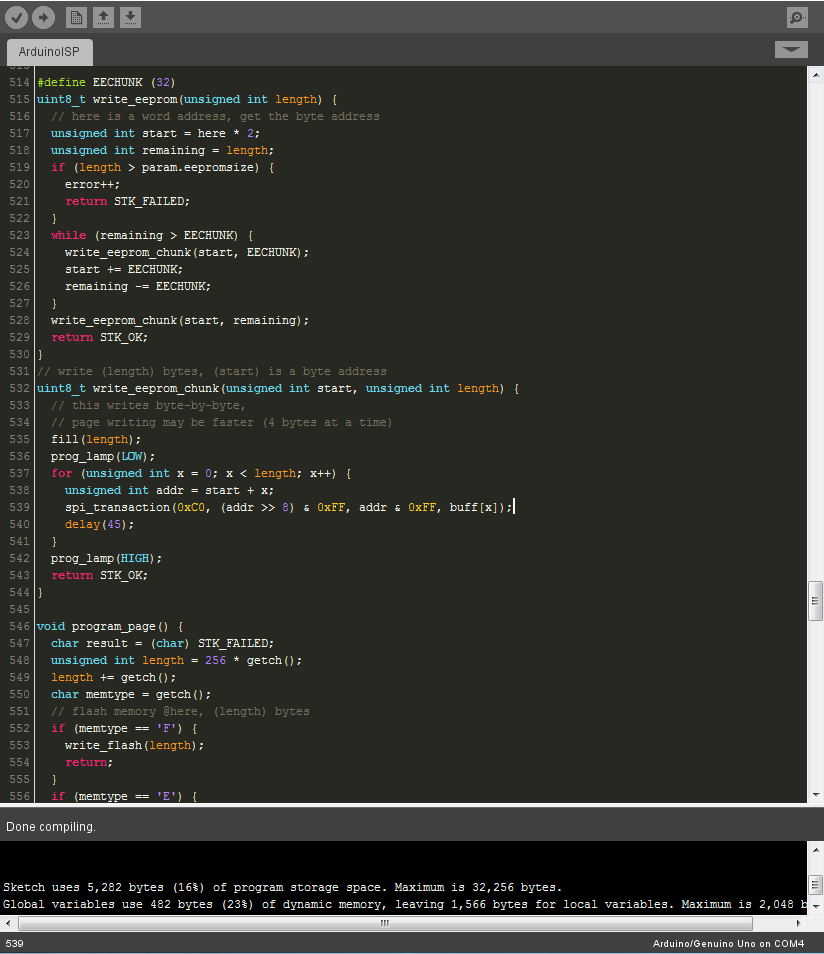 ArduinoISP
514 #define EECHUNK (32)
515 uint8_t write_eeprom(unsigned int length) {
516   // here is a word address, get the byte address
517   unsigned int start = here * 2;
518   unsigned int remaining = length;
519   if (length > param.eepromsize) {
520     error++;
521     return STK_FAILED;
522   }
523   while (remaining > EECHUNK) {
524     write_eeprom_chunk(start, EECHUNK);
525     start += EECHUNK;
526     remaining -= EECHUNK;
527   }
528   write_eeprom_chunk(start, remaining);
529   return STK_OK;
530 }
531 // write (length) bytes, (start) is a byte address
532 uint8_t write_eeprom_chunk(unsigned int start, unsigned int length) {
533   // this writes byte-by-byte,
534   // page writing may be faster (4 bytes at a time)
535   fill(length);
536   prog_lamp(LOW);
537   for (unsigned int x = 0; x < length; x++) {
538     unsigned int addr = start + x;
539     spi_transaction(0xC0, (addr >> 8) & 0xFF, addr & 0xFF, buff[x]);
540     delay(45);
541   }
542   prog_lamp(HIGH);
543   return STK_OK;
544 }
545
546 void program_page() {
547   char result = (char) STK_FAILED;
548   unsigned int length = 256 * getch();
549   length += getch();
550   char memtype = getch();
551   // flash memory @here, (length) bytes
552   if (memtype == 'F') {
553     write_flash(length);
554     return;
555   }
556   if (memtype == 'E') {
Done compiling.
Sketch uses 5,282 bytes (16%) of program storage space. Maximum is 32,256 bytes.
Global variables use 482 bytes (23%) of dynamic memory, leaving 1,566 bytes for local variables. Maximum is 2,048 b
539
Arduino/Genuino Uno on COM4